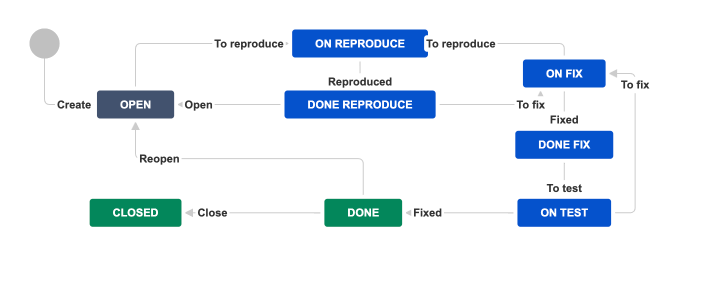 To reproduce
ON REPRODUCE
To reproduce
Reproduced
ON FIX
To fix
Create
OPEN
Open
DONE REPRODUCE
To fix
Fixed
DONE FIX
Reopen
To test
CLOSED
Close
DONE
Fixed
ON TEST